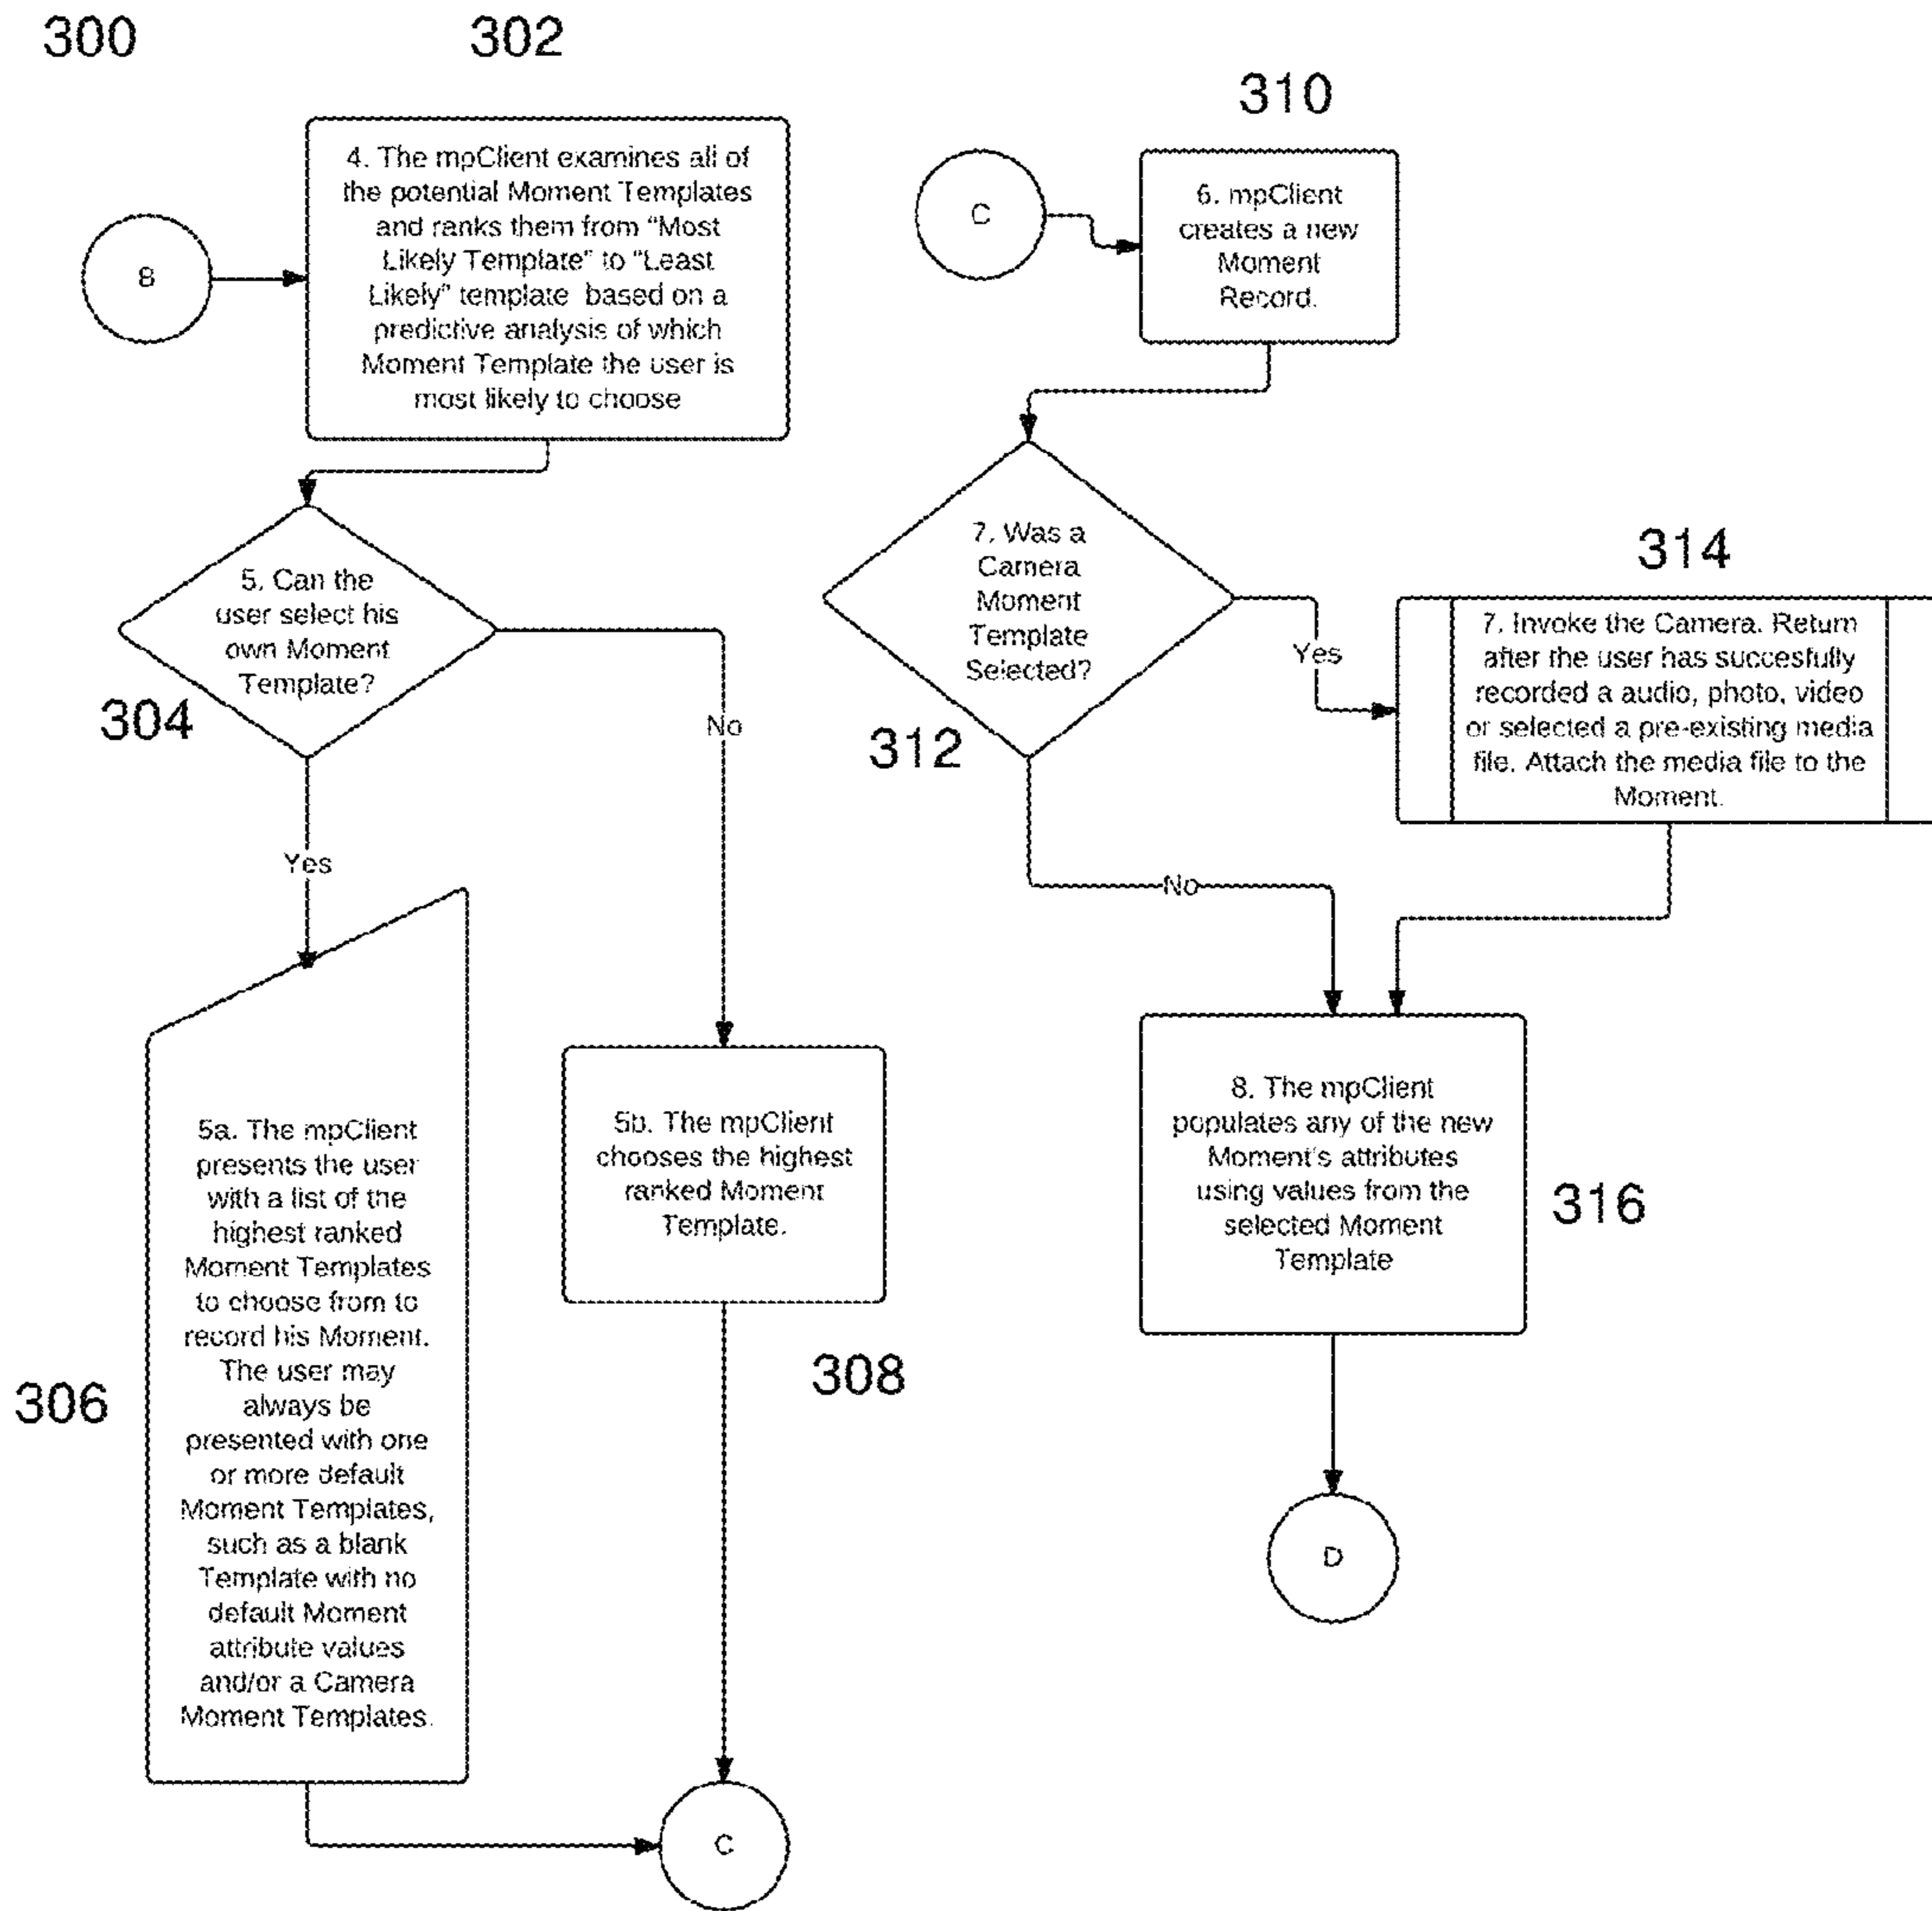 300
302
4. The mpClient examines all of
the potential Moment Templates
and ranks them from “Most
Likely Template” to “Least
Likely” template based on a
predictive analysis of which
Moment Template the user is
most likely to choose
B
5. Can the
user select his
own Moment
Template?
304
No
Yes
5a. The mpClient
presents the user
with a list of the
highest ranked
Moment Templates
to choose from to
record his Moment.
The user may
always be
presented with one
or more default
Moment Templates,
such as a blank
Template with no
default Moment
attribute values
and/or a Camera
Moment Templates.
306
5b. The mpClient
chooses the highest
ranked Moment
Template.
308
C
310
C
6. mpClient
creates a new
Moment
Record.
7. Was a
Camera
Moment
Template
Selected?
312
Yes
314
7. Invoke the Camera. Return
after the user has succesfully
recorded a audio, photo, video
or selected a pre-existing media
file. Attach the media file to the
Moment.
No
8. The mpClient
populates any of the new
Moment's attributes
using values from the
selected Moment
Template
316
D